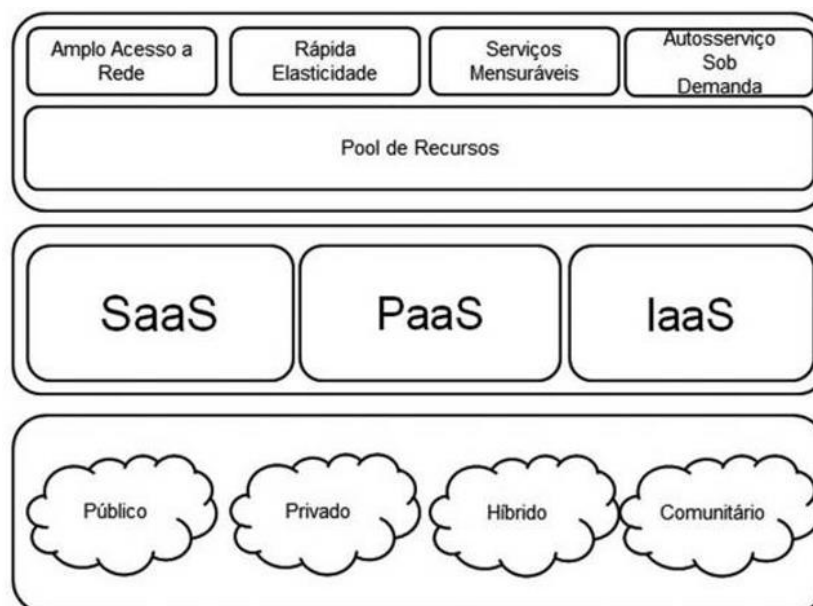 Amplo Acesso a
Rede
Rápida
Elasticidade
Serviços
Mensuráveis
Autosserviço
Sob
Demanda
Pool de Recursos
SaaS
PaaS
IaaS
Público
Privado
Híbrido
Comunitário